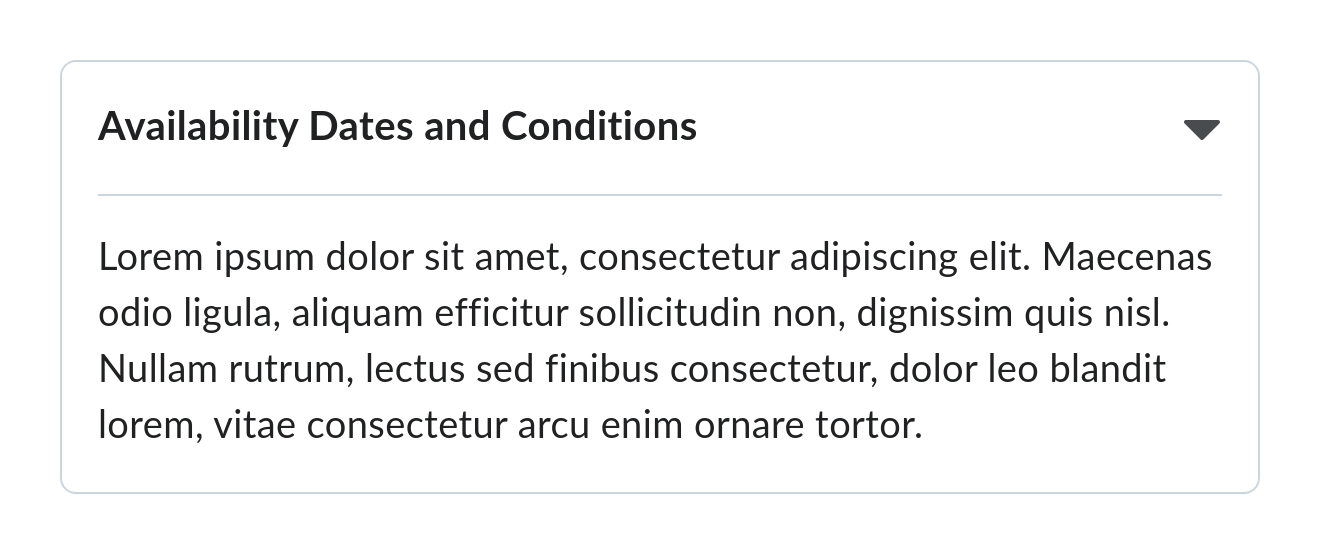 Availability Dates and Conditions
Lorem ipsum dolor sit amet, consectetur adipiscing elit. Maecenas
odio ligula, aliquam efficitur sollicitudin non, dignissim quis nisl.
Nullam rutrum, lectus sed finibus consectetur, dolor leo blandit
lorem, vitae consectetur arcu enim ornare tortor.